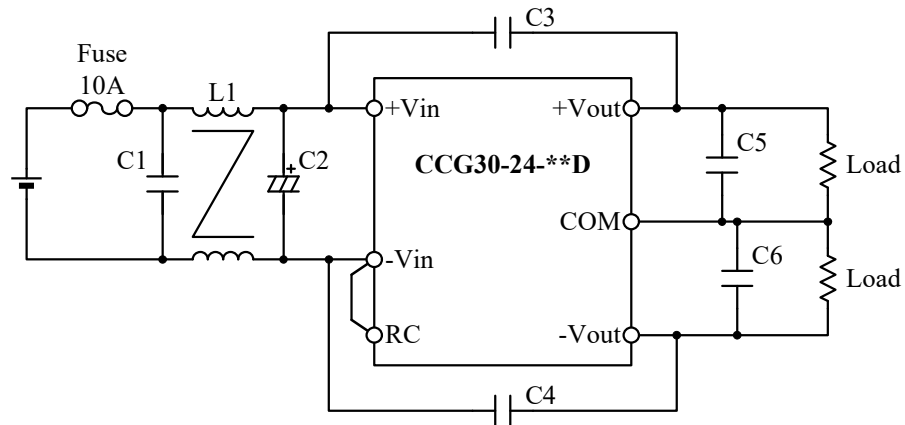 C3
Fuse
10A
L1
+Vin
+Vout
C1
C2
CCG30-24-**D
C5
Load
COM
-Vin
C6
Load
RC
-Vout
C4